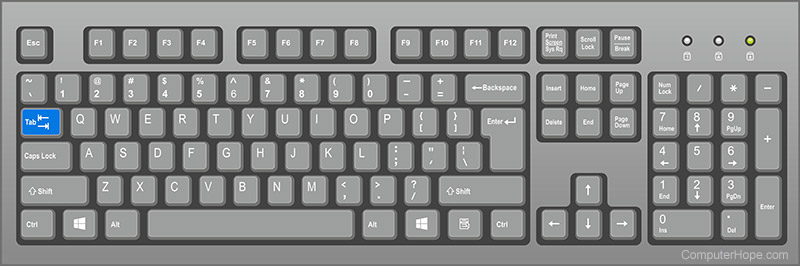 Esc F1 F2 F3 F4 F5 F6 F7 F8 F9 F10 F11 F12 Print Screen Sys Rq Scroll Lock Pause Break
~ ` ! 1 @ 2 # 3 $ 4 % 5 ^ 6 & 7 * 8 ( 9 ) 0 - + = ←Backspace Insert Home Page Up Num Lock / * -
Tab Q W E R T Y U I O P { [ } ] Enter Delete End Page Down 7 Home 8 ↑ 9 PgUp +
Caps Lock A S D F G H J K L : ; " ' | \ 4 ← 5 6 →
⇧ Shift Z X C V B N M < , > . ? / ⇧ Shift ↑ 1 End 2 ↓ 3 PgDn Enter
Ctrl Alt Alt Ctrl ← ↓ → 0 Ins . Del
ComputerHope.com